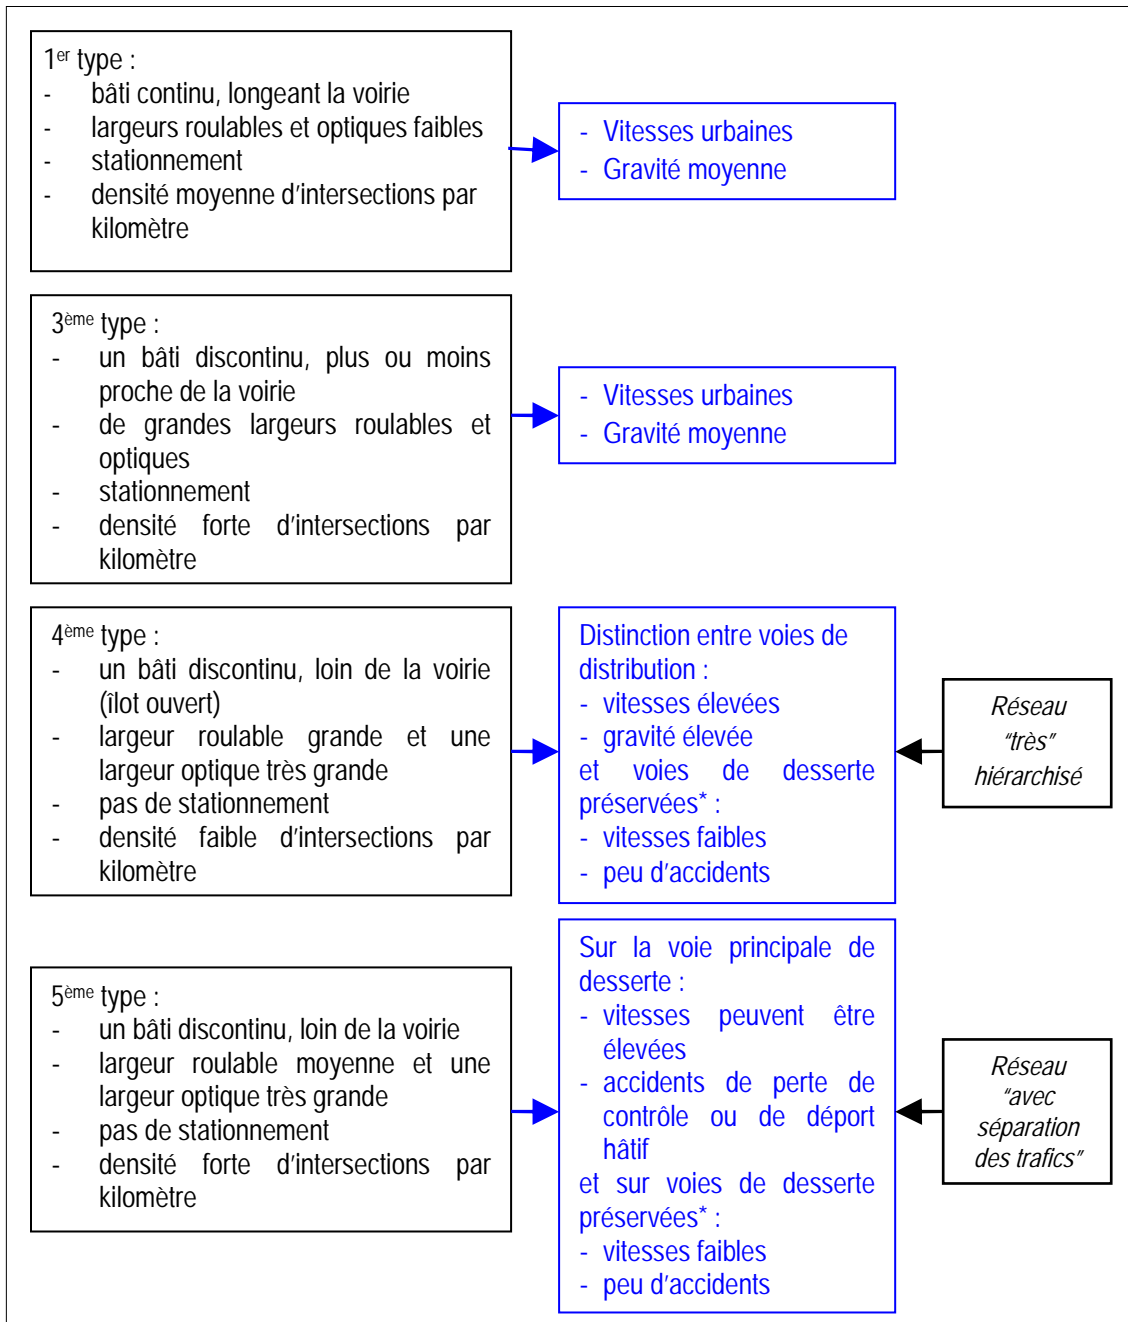 1er type :
- bâti continu, longeant la voirie
- largeurs roulables et optiques faibles
- stationnement
- densité moyenne d'intersections par
kilomètre
- Vitesses urbaines
- Gravité moyenne
3ème type :
- un bâti discontinu, plus ou moins
proche de la voirie
- de grandes largeurs roulables et
optiques
- stationnement
- densité forte d'intersections par
kilomètre
- Vitesses urbaines
- Gravité moyenne
4ème type :
- un bâti discontinu, loin de la voirie
(îlot ouvert)
- largeur roulable grande et une
largeur optique très grande
- pas de stationnement
- densité faible d'intersections par
kilomètre
Distinction entre voies de
distribution :
- vitesses élevées
- gravité élevée
et voies de desserte
préservées* :
- vitesses faibles
- peu d'accidents
Réseau
"très"
hiérarchisé
5ème type :
- un bâti discontinu, loin de la voirie
- largeur roulable moyenne et une
largeur optique très grande
- pas de stationnement
- densité forte d'intersections par
kilomètre
Sur la voie principale de
desserte :
- vitesses peuvent être
élevées
- accidents de perte de
contrôle ou de déport
hâtif
et sur voies de desserte
préservées* :
- vitesses faibles
- peu d'accidents
Réseau
"avec
séparation
des trafics"